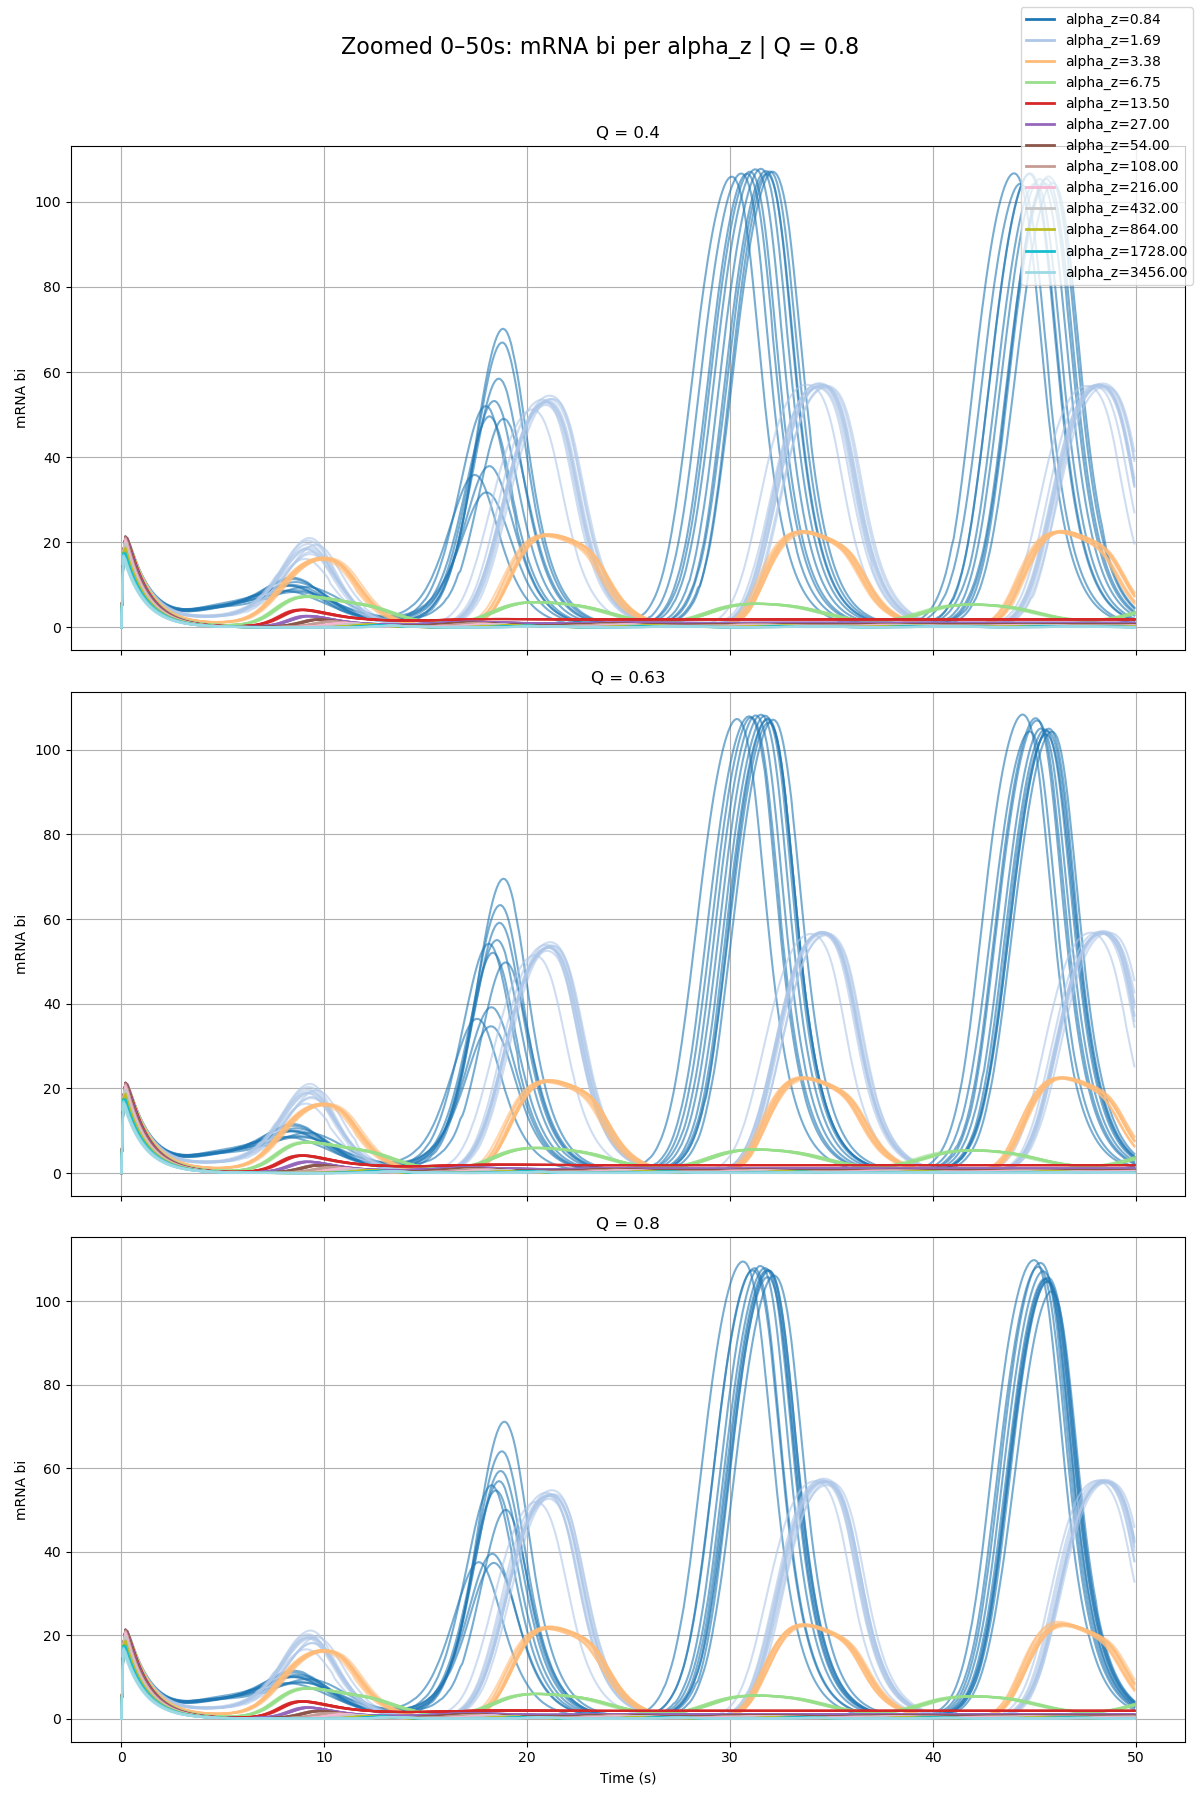 Zoomed 0–50s: mRNA bi per alpha_z | Q = 0.8
alpha_z=0.84
alpha_z=1.69
alpha_z=3.38
alpha_z=6.75
alpha_z=13.50
alpha_z=27.00
alpha_z=54.00
alpha_z=108.00
alpha_z=216.00
alpha_z=432.00
alpha_z=864.00
alpha_z=1728.00
alpha_z=3456.00
Q = 0.4
100
80
60
40
20
0
mRNA bi
Q = 0.63
100
80
60
40
20
0
mRNA bi
Q = 0.8
100
80
60
40
20
0
mRNA bi
0 10 20 30 40 50
Time (s)